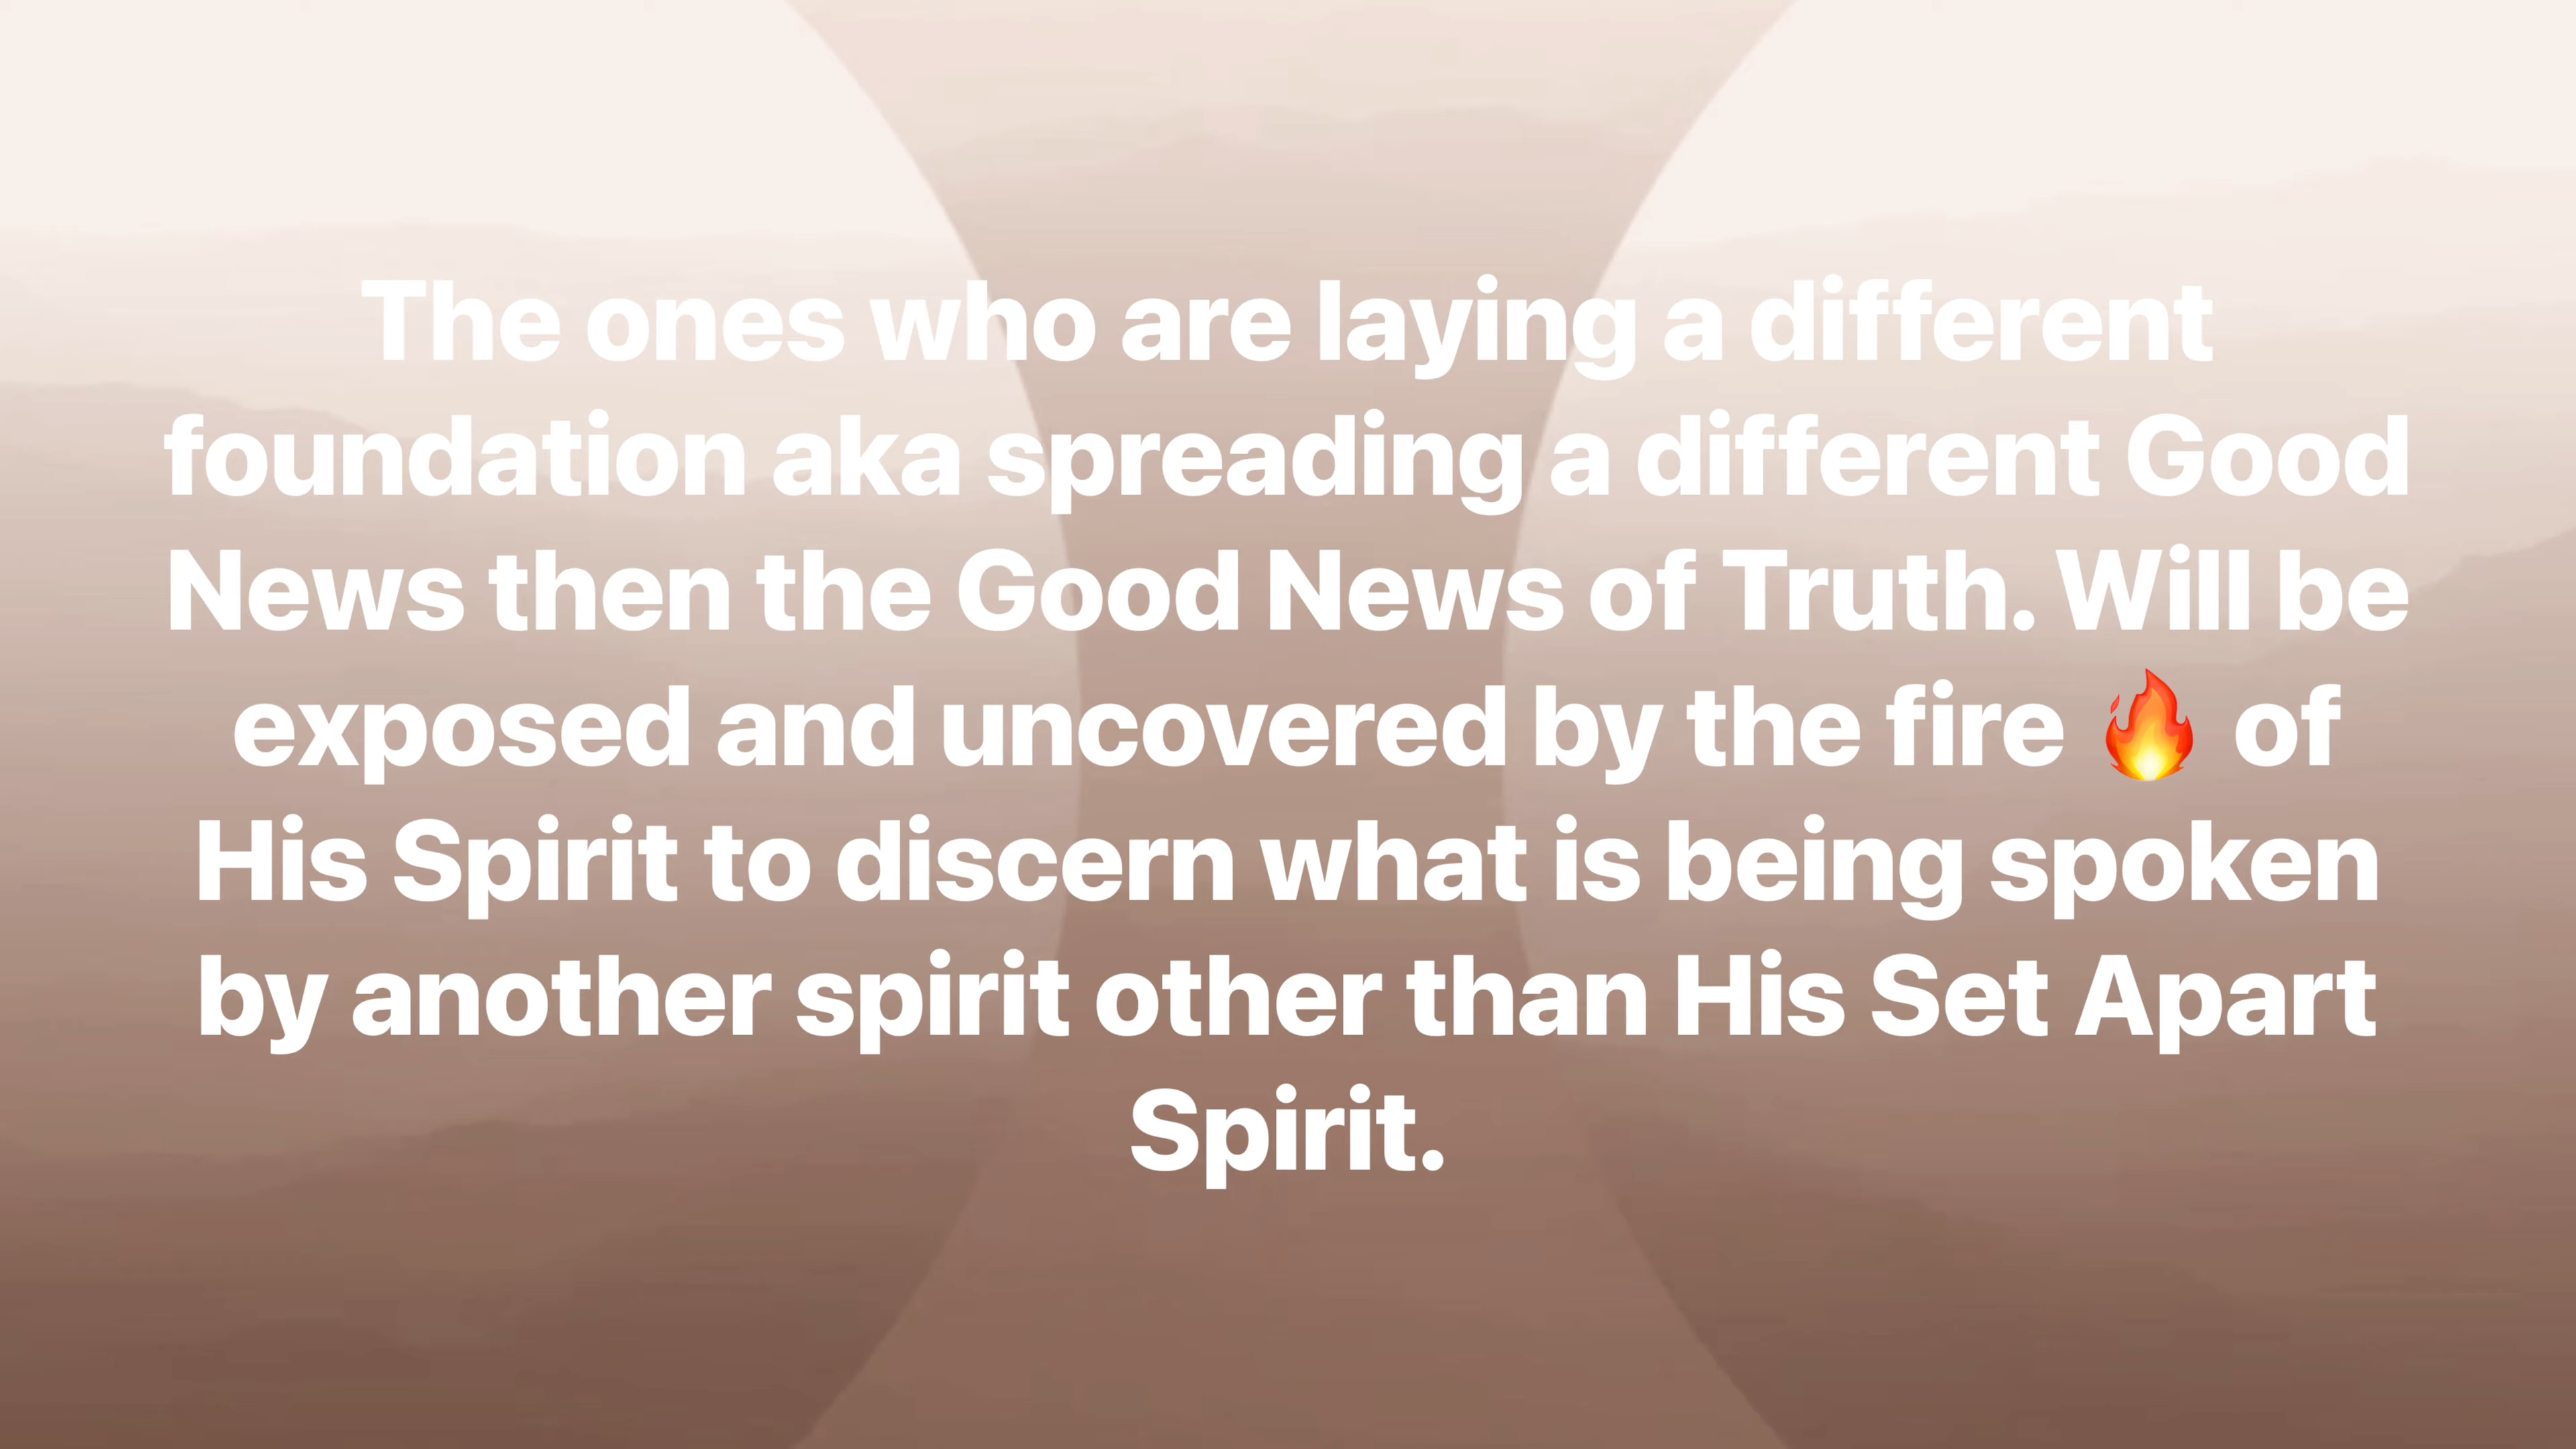 The ones who are laying a different
foundation aka spreading a different Good
News then the Good News of Truth. Will be
exposed and uncovered by the fire 🔥 of
His Spirit to discern what is being spoken
by another spirit other than His Set Apart
Spirit.